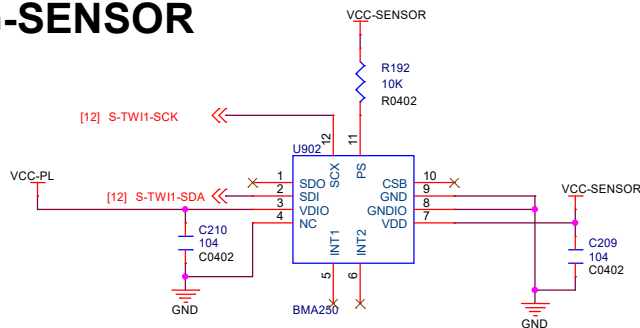 -SENSOR
VCC-SENSOR
R192
10K
R0402
[12] S-TWI1-SCK
12
11
U902
SCX
PS
VCC-PL
1
SDO
CSB
10
[12] S-TWI1-SDA
2
SDI
GND
9
VCC-SENSOR
3
VDIO
GNDIO
8
4
NC
VDD
7
C210
104
C0402
INT1
INT2
C209
104
C0402
5
6
GND
BMA250
GND